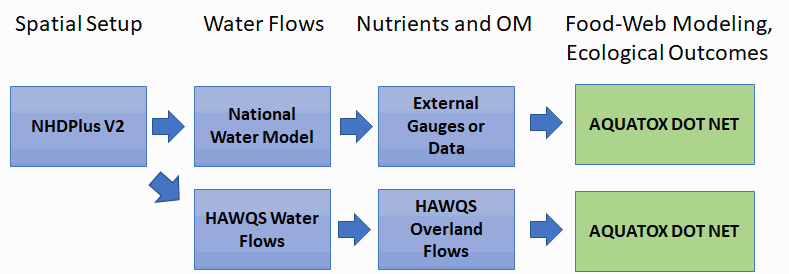 Spatial Setup
Water Flows
Nutrients and OM
Food-Web Modeling,
Ecological Outcomes
NHDPlus V2
National
Water Model
External
Gauges or
Data
AQUATOX DOT NET
HAWQS Water
Flows
HAWQS
Overland
Flows
AQUATOX DOT NET